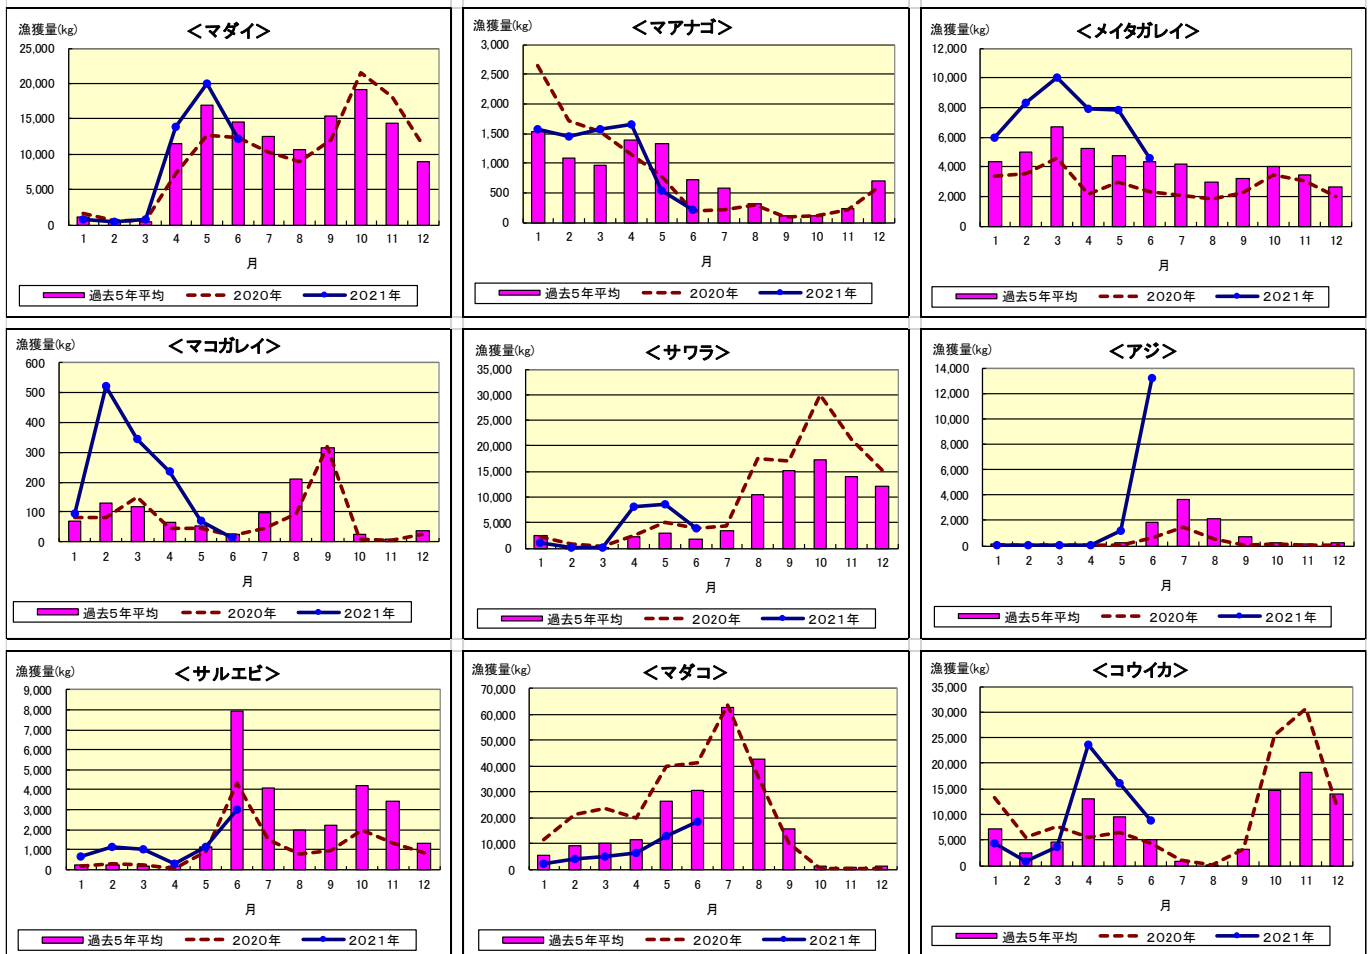 漁獲量(kg)
＜マダイ＞
25,000
20,000
15,000
10,000
5,000
0
1 2 3 4 5 6 7 8 9 10 11 12
月
過去5年平均 2020年 2021年
漁獲量(kg)
＜マアナゴ＞
3,000
2,500
2,000
1,500
1,000
500
0
1 2 3 4 5 6 7 8 9 10 11 12
月
過去5年平均 2020年 2021年
漁獲量(kg)
＜メイタガレイ＞
12,000
10,000
8,000
6,000
4,000
2,000
0
1 2 3 4 5 6 7 8 9 10 11 12
月
過去5年平均 2020年 2021年
漁獲量(kg)
＜マコガレイ＞
600
500
400
300
200
100
0
1 2 3 4 5 6 7 8 9 10 11 12
月
過去5年平均 2020年 2021年
漁獲量(kg)
＜サワラ＞
35,000
30,000
25,000
20,000
15,000
10,000
5,000
0
1 2 3 4 5 6 7 8 9 10 11 12
月
過去5年平均 2020年 2021年
漁獲量(kg)
＜アジ＞
14,000
12,000
10,000
8,000
6,000
4,000
2,000
0
1 2 3 4 5 6 7 8 9 10 11 12
月
過去5年平均 2020年 2021年
漁獲量(kg)
＜サルエビ＞
9,000
8,000
7,000
6,000
5,000
4,000
3,000
2,000
1,000
0
1 2 3 4 5 6 7 8 9 10 11 12
月
過去5年平均 2020年 2021年
漁獲量(kg)
＜マダコ＞
70,000
60,000
50,000
40,000
30,000
20,000
10,000
0
1 2 3 4 5 6 7 8 9 10 11 12
月
過去5年平均 2020年 2021年
漁獲量(kg)
＜コウイカ＞
35,000
30,000
25,000
20,000
15,000
10,000
5,000
0
1 2 3 4 5 6 7 8 9 10 11 12
月
過去5年平均 2020年 2021年